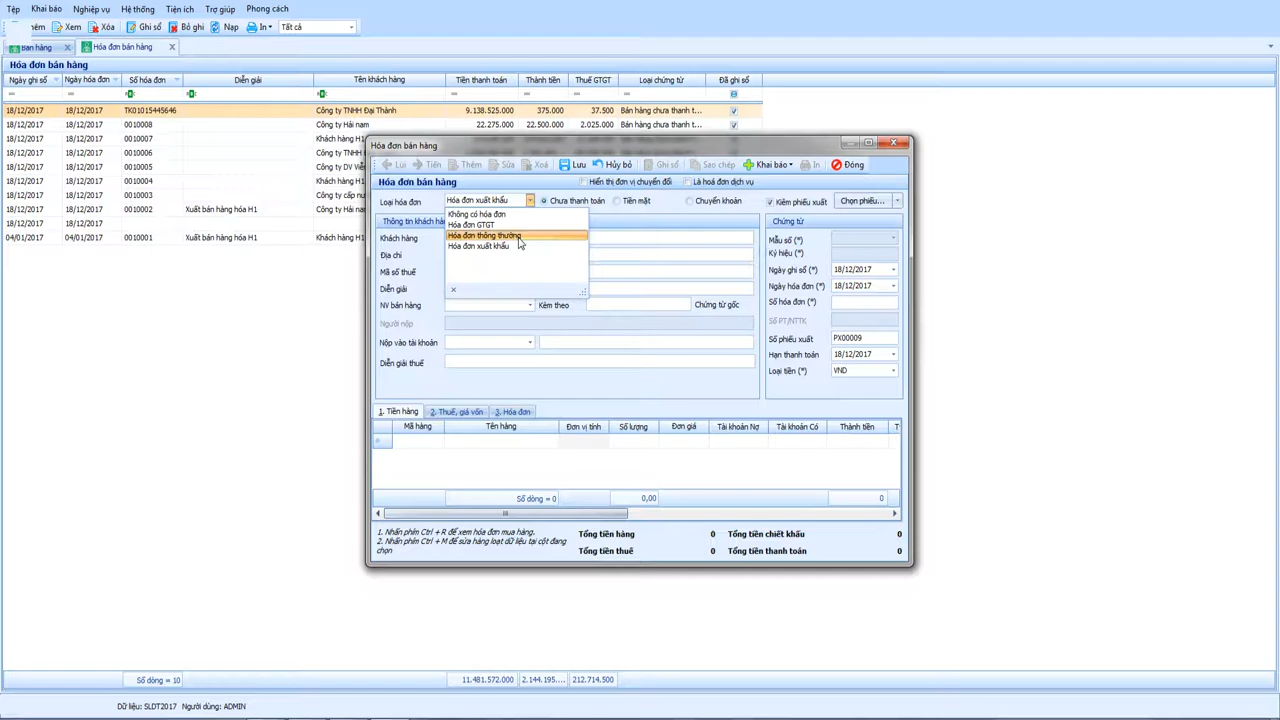 Tệp Khai báo Nghiệp vụ Hệ thống Tiện ích Trợ giúp Phong cách
Xem Xóa Ghi sổ Bỏ ghi Nạp In Tất cả
Bán hàng Hóa đơn bán hàng
Hóa đơn bán hàng
Ngày ghi sổ Ngày hóa đơn Số hóa đơn Diễn giải Tên khách hàng Tiền thanh toán Thành tiền Thuế GTGT Loại chứng từ Đã ghi sổ
18/12/2017 18/12/2017 TK01015445646 Công ty TNHH Đại Thành 9.138.525.000 375.000 37.500 Bán hàng chưa thanh t...
18/12/2017 18/12/2017 0010008 Công ty Hải nam 22.275.000 22.500.000 2.025.000 Bán hàng chưa thanh t...
18/12/2017 18/12/2017 0010007 Khách hàng H1
18/12/2017 18/12/2017 0010006 Công ty TNHH
18/12/2017 18/12/2017 0010005 Công ty DV Viễ
18/12/2017 18/12/2017 0010004 Khách hàng H1
18/12/2017 18/12/2017 0010003 Công ty cấp nư
18/12/2017 18/12/2017 0010002 Xuất bán hàng hóa H1 Công ty Hải nam
18/12/2017 18/12/2017 Khách hàng H1
04/01/2017 04/01/2017 0010001 Xuất bán hàng hóa H1 Khách hàng H1
Hóa đơn bán hàng
Lùi Tiến Thêm Sửa Xoá Lưu Hủy bỏ Ghi sổ Sao chép Khai báo In Đóng
Hóa đơn bán hàng Hiển thị đơn vị chuyển đổi Là hoá đơn dịch vụ
Loại hóa đơn Hóa đơn xuất khẩu Chưa thanh toán Tiền mặt Chuyển khoản Kiêm phiếu xuất Chọn phiếu...
Không có hóa đơn
Hóa đơn GTGT
Hóa đơn thông thường
Hóa đơn xuất khẩu
Thông tin khách hàng
Khách hàng
Địa chỉ
Mã số thuế
Diễn giải
NV bán hàng Kèm theo Chứng từ gốc
Người nộp
Nộp vào tài khoản
Diễn giải thuế
Chứng từ
Mẫu số (*)
Ký hiệu (*)
Ngày ghi sổ (*) 18/12/2017
Ngày hóa đơn (*) 18/12/2017
Số hóa đơn (*)
Số PT/NTTK
Số phiếu xuất PX00009
Hạn thanh toán 18/12/2017
Loại tiền (*) VND
1. Tiền hàng 2. Thuế, giá vốn 3. Hóa đơn
Mã hàng Tên hàng Đơn vị tính Số lượng Đơn giá Tài khoản Nợ Tài khoản Có Thành tiền T
Số dòng = 0 0,00 0
1. Nhấn phím Ctrl + R để xem hóa đơn mua hàng.
2. Nhấn phím Ctrl + M để sửa hàng loạt dữ liệu tại cột đang
chọn
Tổng tiền hàng 0 Tổng tiền chiết khấu 0
Tổng tiền thuế 0 Tổng tiền thanh toán 0
Số dòng = 10 11.481.572.000 2.144.195.... 212.714.500
Dữ liệu: SLDT2017 Người dùng: ADMIN